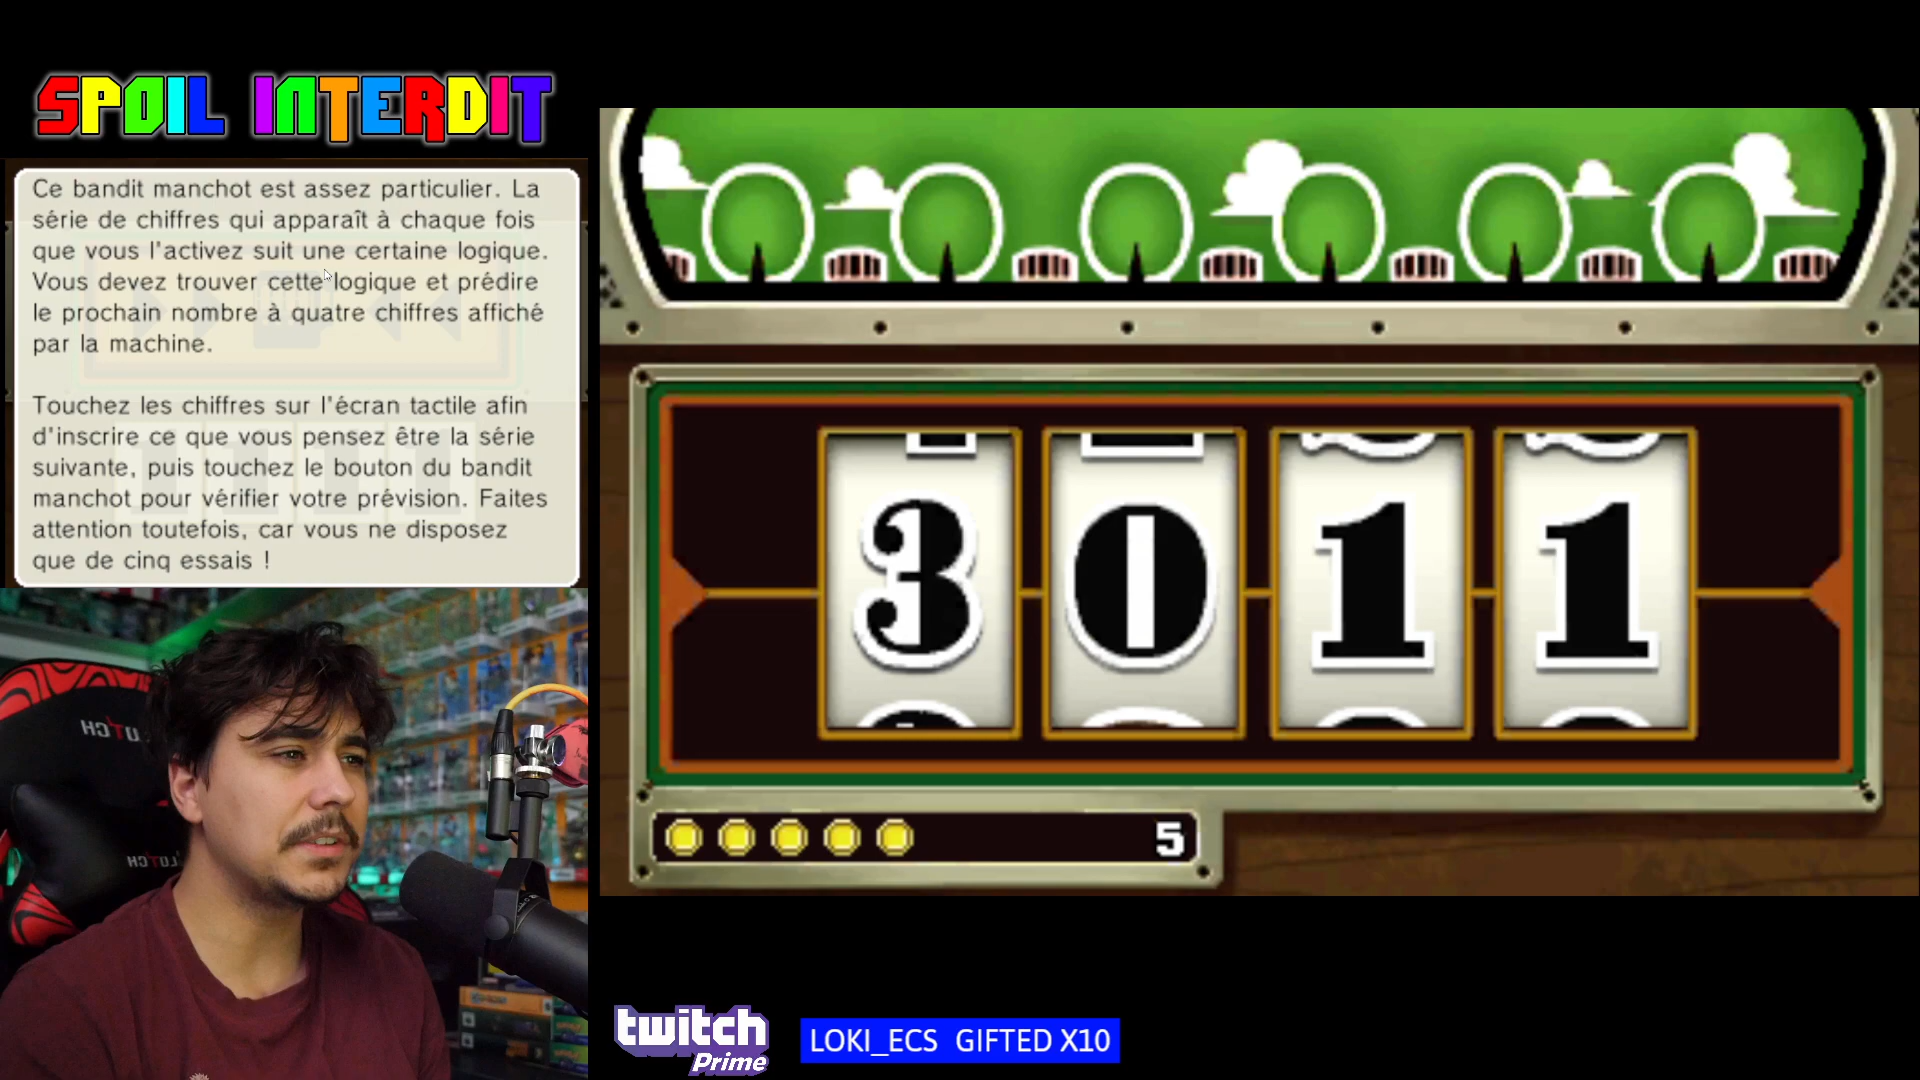 SPOIL INTERDIT
Ce bandit manchot est assez particulier. La
série de chiffres qui apparaît à chaque fois
que vous l'activez suit une certaine logique.
Vous devez trouver cette logique et prédire
le prochain nombre à quatre chiffres affiché
par la machine.
Touchez les chiffres sur l'écran tactile afin
d'inscrire ce que vous pensez être la série
suivante, puis touchez le bouton du bandit
manchot pour vérifier votre prévision. Faites
attention toutefois, car vous ne disposez
que de cinq essais !
3 0 1 1
5
twitch
Prime
LOKI_ECS GIFTED X10